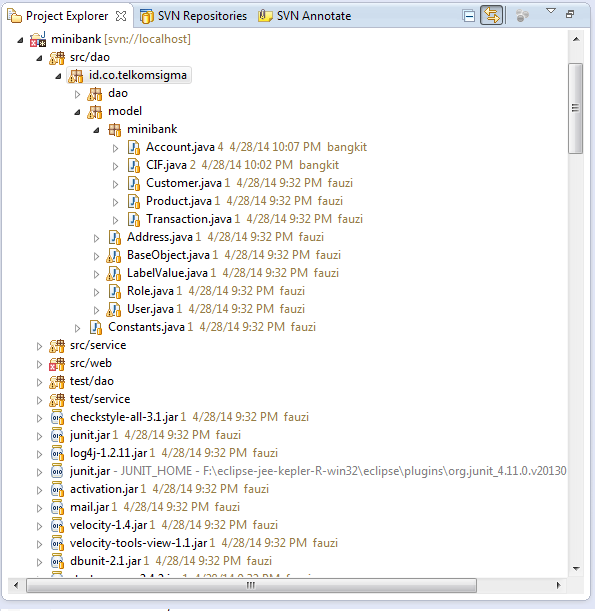 Project Explorer SVN Repositories SVN Annotate
minibank [svn://localhost]
src/dao
id.co.telkomsigma
dao
model
minibank
Account.java 4 4/28/14 10:07 PM bangkit
CIF.java 2 4/28/14 10:02 PM bangkit
Customer.java 1 4/28/14 9:32 PM fauzi
Product.java 1 4/28/14 9:32 PM fauzi
Transaction.java 1 4/28/14 9:32 PM fauzi
Address.java 1 4/28/14 9:32 PM fauzi
BaseObject.java 1 4/28/14 9:32 PM fauzi
LabelValue.java 1 4/28/14 9:32 PM fauzi
Role.java 1 4/28/14 9:32 PM fauzi
User.java 1 4/28/14 9:32 PM fauzi
Constants.java 1 4/28/14 9:32 PM fauzi
src/service
src/web
test/dao
test/service
checkstyle-all-3.1.jar 1 4/28/14 9:32 PM fauzi
junit.jar 1 4/28/14 9:32 PM fauzi
log4j-1.2.11.jar 1 4/28/14 9:32 PM fauzi
junit.jar - JUNIT_HOME - F:\eclipse-jee-kepler-R-win32\eclipse\plugins\org.junit_4.11.0.v20130
activation.jar 1 4/28/14 9:32 PM fauzi
mail.jar 1 4/28/14 9:32 PM fauzi
velocity-1.4.jar 1 4/28/14 9:32 PM fauzi
velocity-tools-view-1.1.jar 1 4/28/14 9:32 PM fauzi
dbunit-2.1.jar 1 4/28/14 9:32 PM fauzi